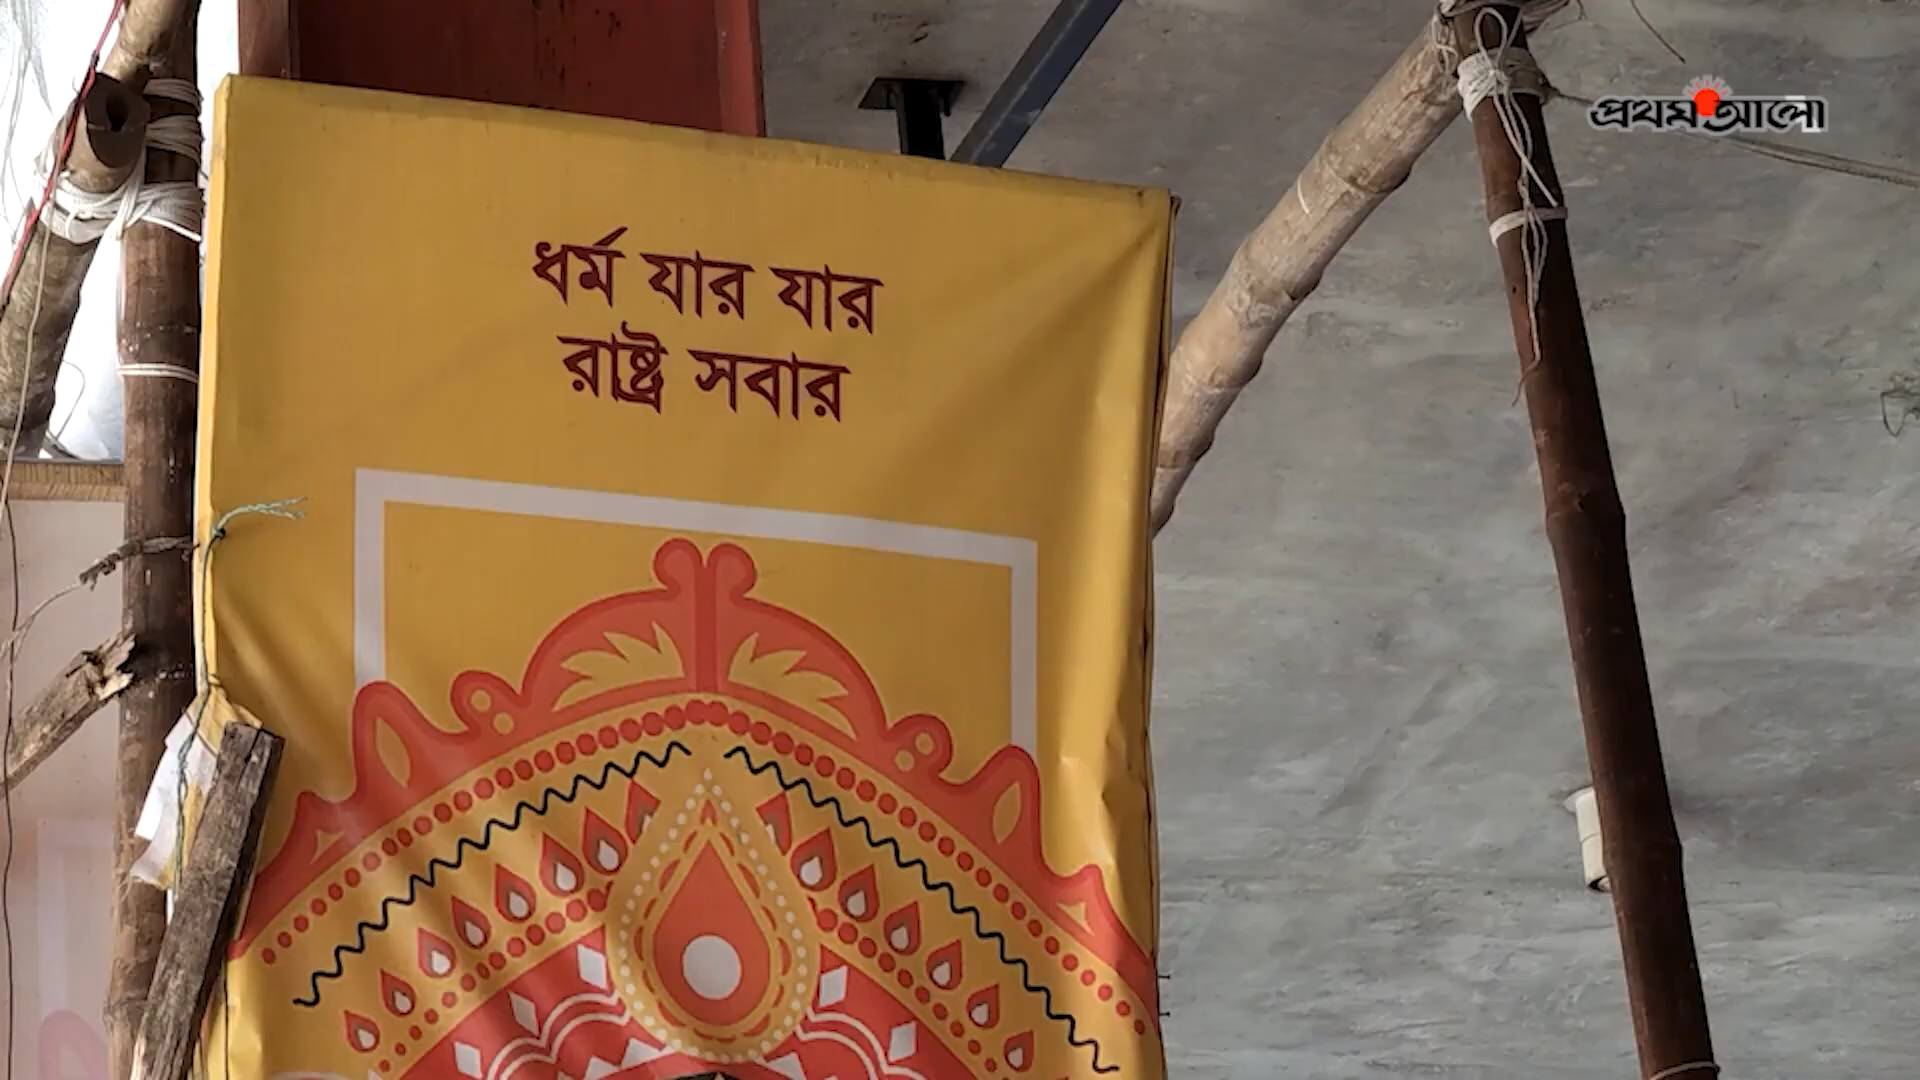 প্রথম আলো
ধর্ম যার যার
রাষ্ট্র সবার